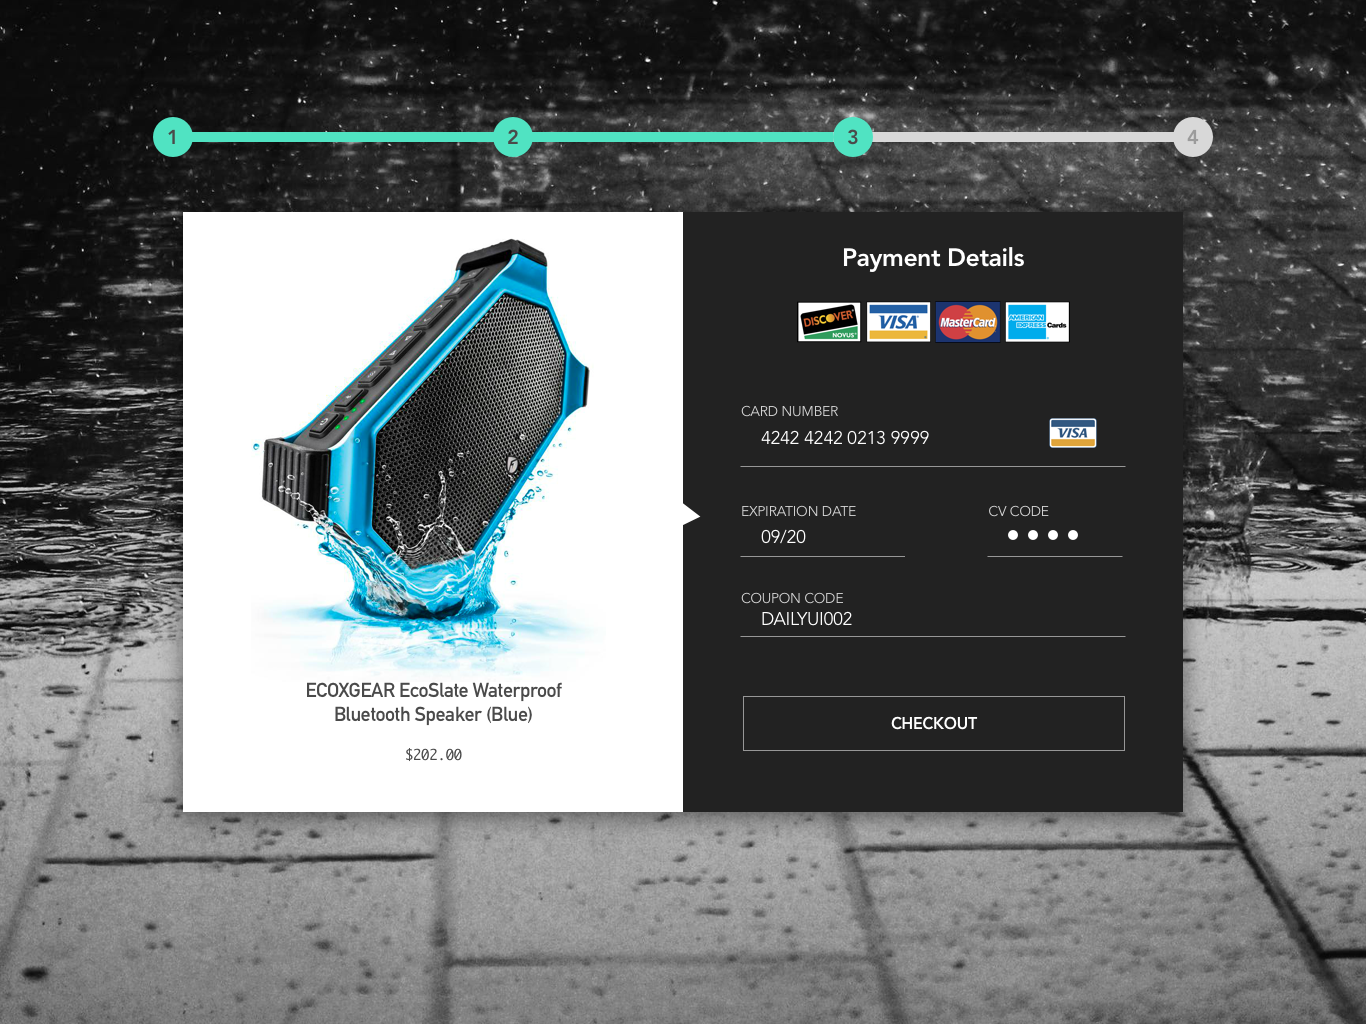 1
2
3
4
Payment Details
DISCOVER
NOVUS
VISA
MasterCard
AMERICAN
EXPRESS Cards
CARD NUMBER
4242 4242 0213 9999
VISA
EXPIRATION DATE
CV CODE
09/20
COUPON CODE
DAILYUI002
CHECKOUT
ECOXGEAR EcoSlate Waterproof
Bluetooth Speaker (Blue)
$202.00